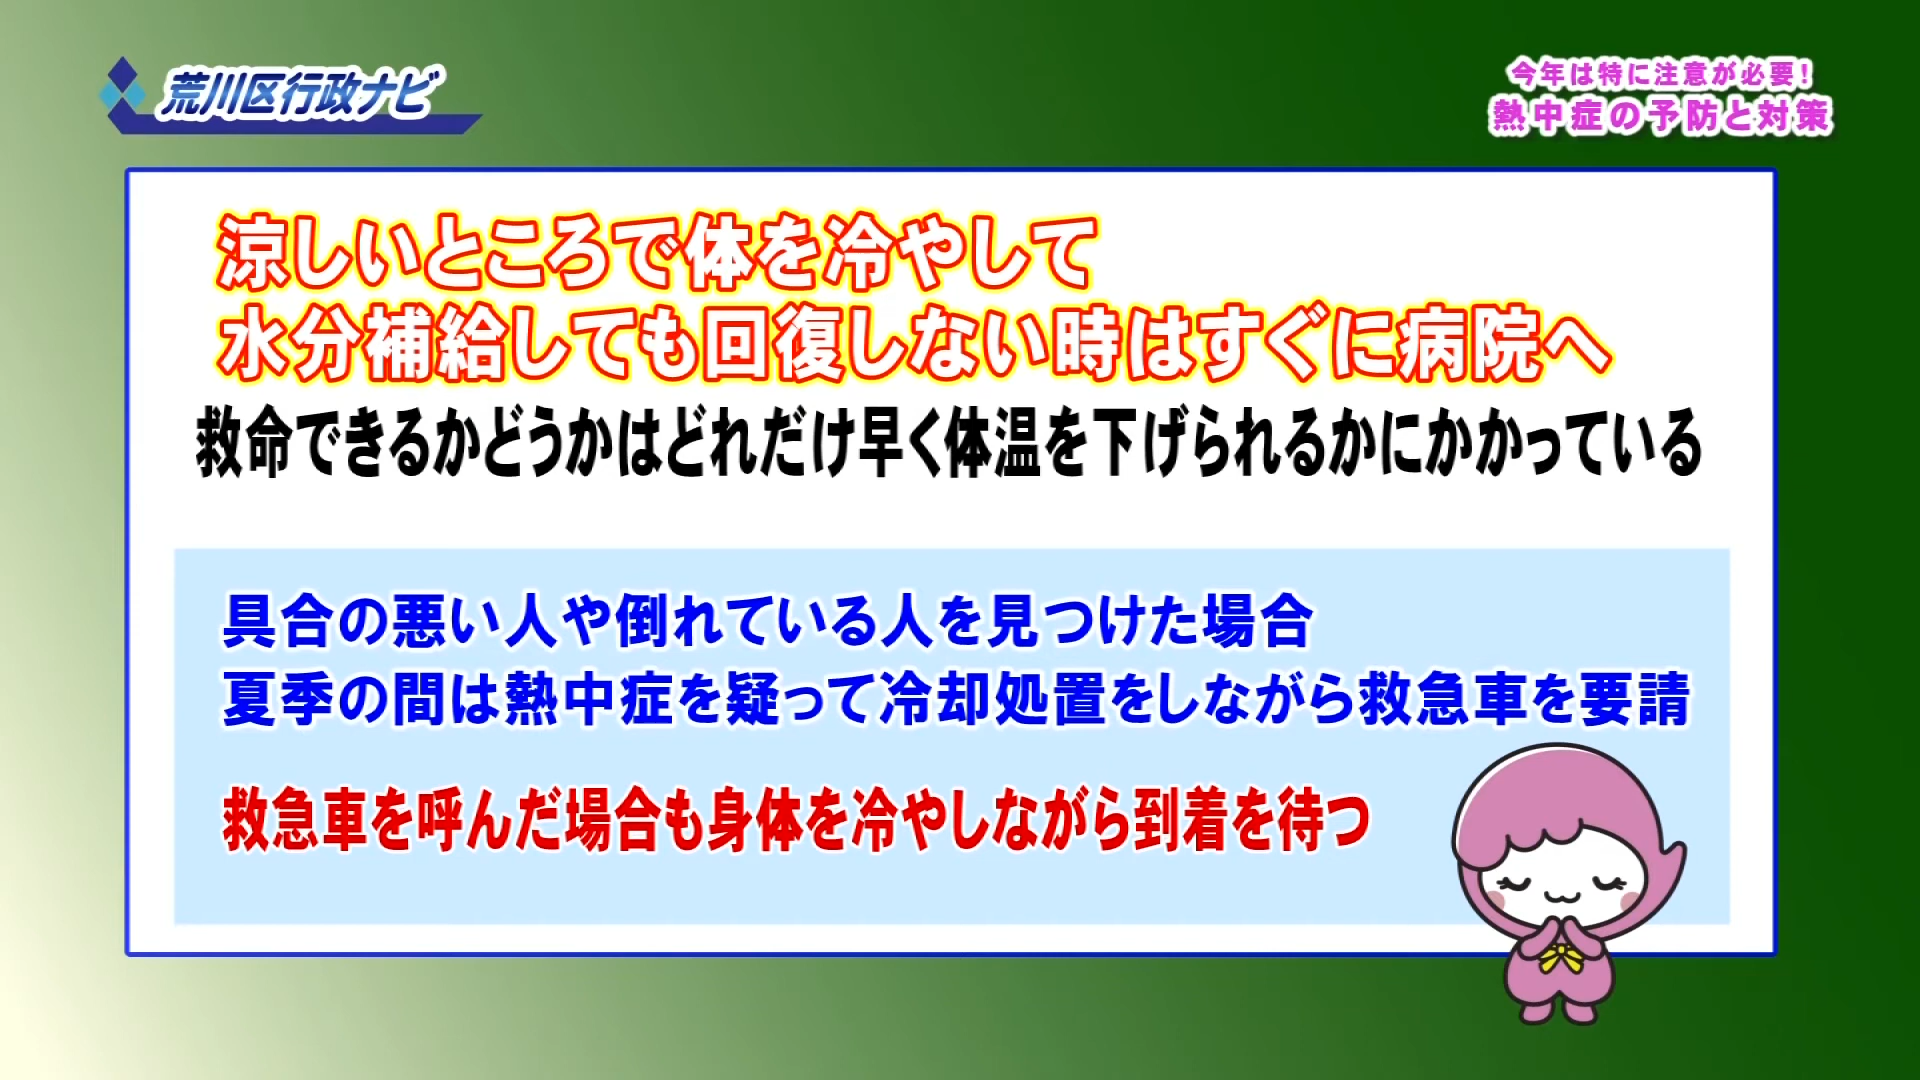 荒川区行政ナビ
今年は特に注意が必要！
熱中症の予防と対策
涼しいところで体を冷やして
水分補給しても回復しない時はすぐに病院へ
救命できるかどうかはどれだけ早く体温を下げられるかにかかっている
具合の悪い人や倒れている人を見つけた場合
夏季の間は熱中症を疑って冷却処置をしながら救急車を要請
救急車を呼んだ場合も身体を冷やしながら到着を待つ